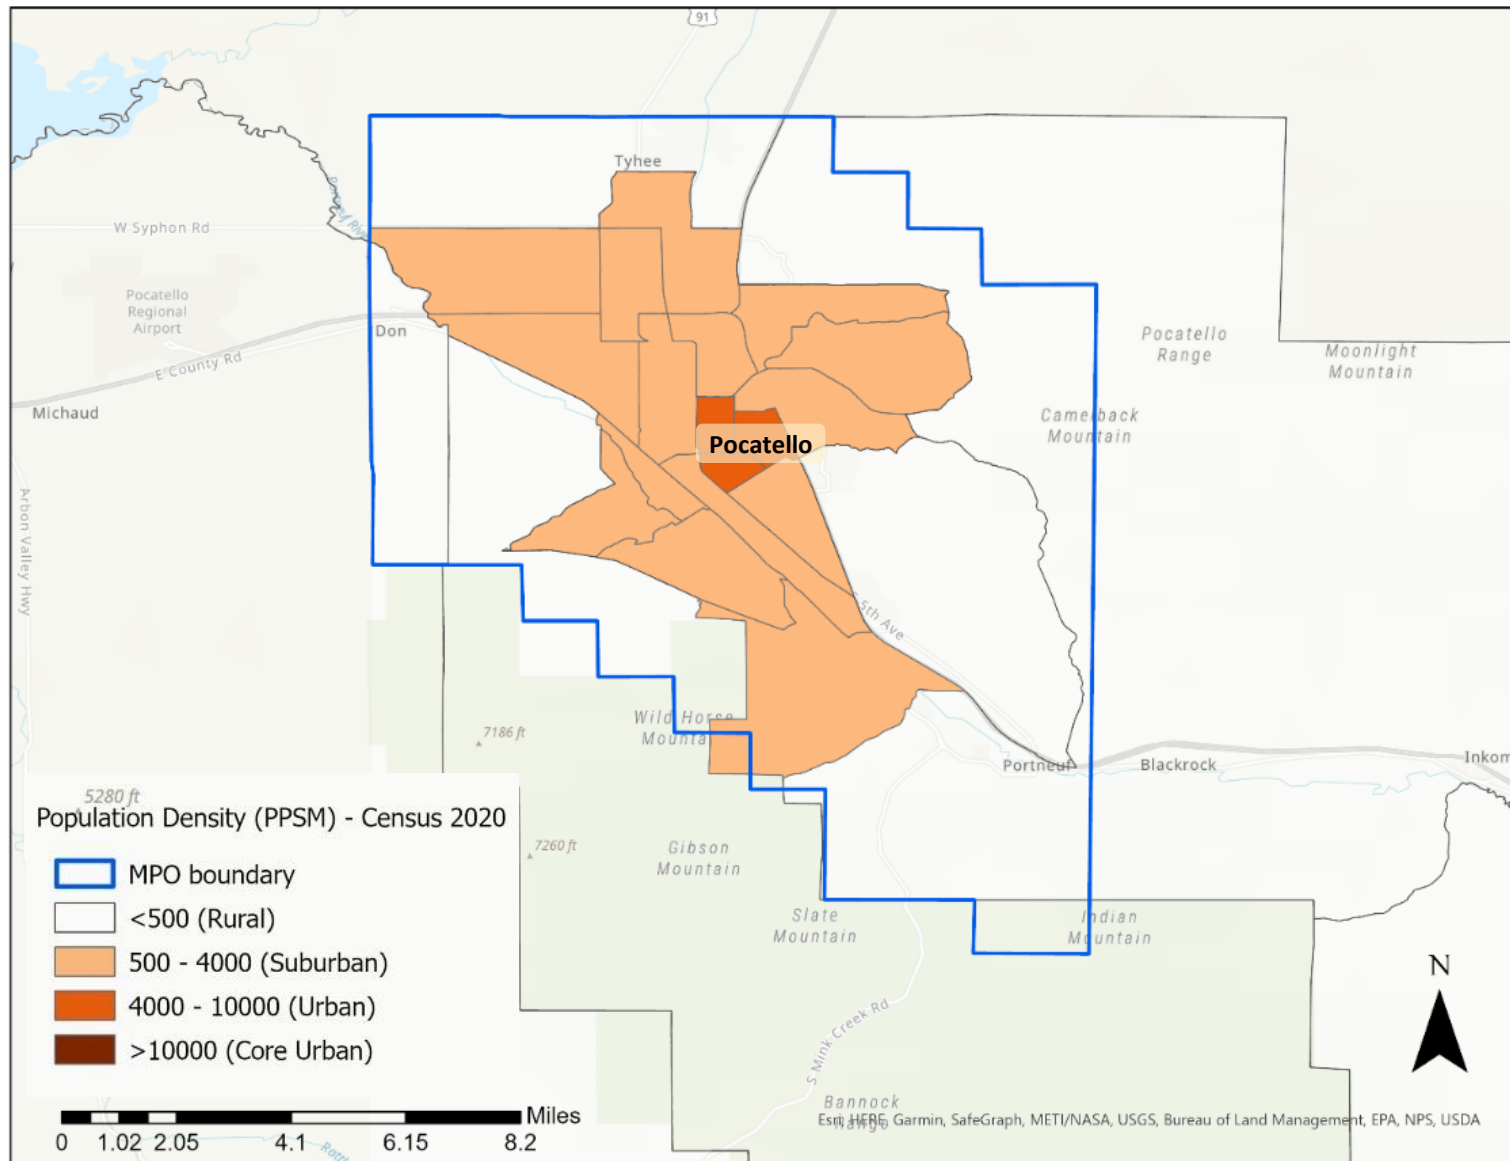 91
Tyhee
Portneuf River
W Syphon Rd
Pocatello
Regional
Airport
Don
E County Rd
Michaud
Pocatello
Range
Moonlight
Mountain
Camelback
Mountain
Pocatello
Arbon Valley Hwy
S 5th Ave
Wild Horse
Mounta
7186 ft
Portneuf
Blackrock
Inkom
5280 ft
Population Density (PPSM) - Census 2020
MPO boundary
<500 (Rural)
500 - 4000 (Suburban)
4000 - 10000 (Urban)
>10000 (Core Urban)
7260 ft
Gibson
Mountain
Slate
Mountain
Indian
Mountain
N
S Mink Creek Rd
Bannock
Range
Esri, HERE, Garmin, SafeGraph, METI/NASA, USGS, Bureau of Land Management, EPA, NPS, USDA
Miles
0 1.02 2.05 4.1 6.15 8.2